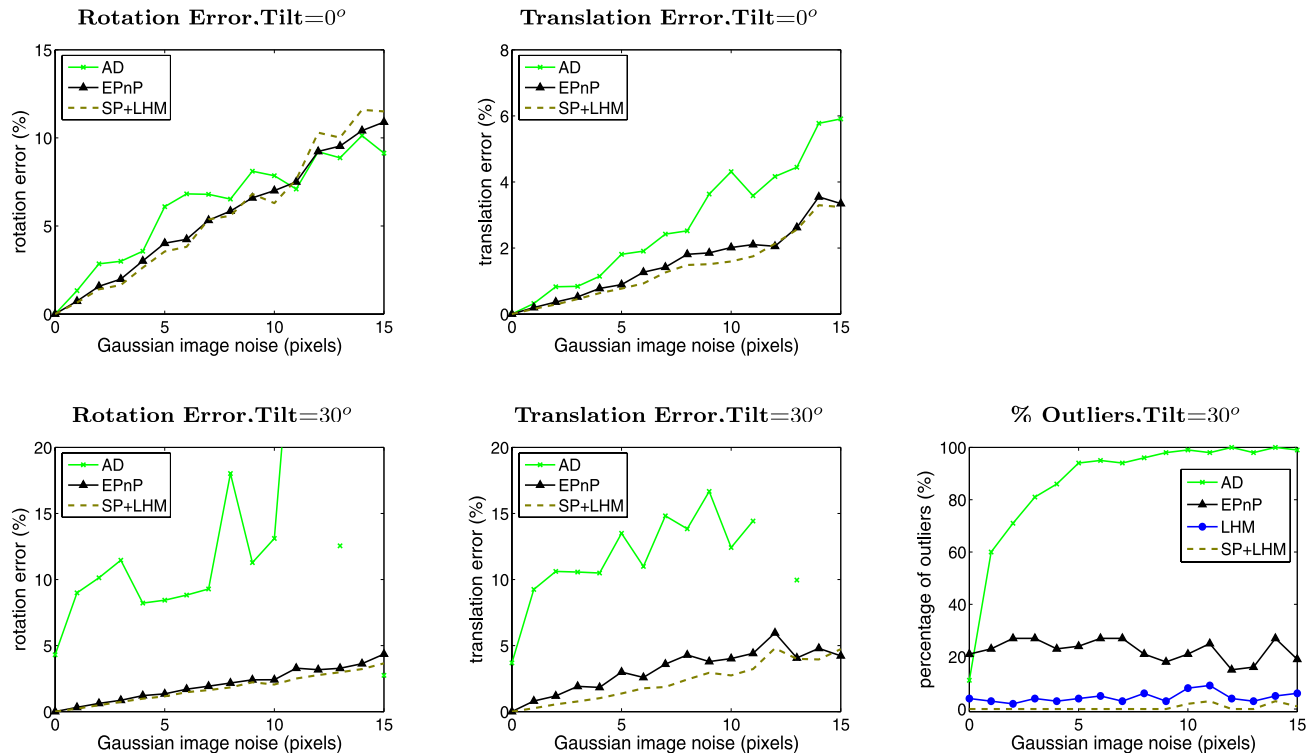 Rotation Error,Tilt=0°
15
10
5
0
rotation error (%)
AD
EPnP
SP+LHM
0 5 10 15
Gaussian image noise (pixels)
Translation Error,Tilt=0°
8
6
4
2
0
translation error (%)
AD
EPnP
SP+LHM
0 5 10 15
Gaussian image noise (pixels)
Rotation Error,Tilt=30°
20
15
10
5
0
rotation error (%)
AD
EPnP
SP+LHM
0 5 10 15
Gaussian image noise (pixels)
Translation Error,Tilt=30°
20
15
10
5
0
translation error (%)
AD
EPnP
SP+LHM
0 5 10 15
Gaussian image noise (pixels)
% Outliers,Tilt=30°
100
80
60
40
20
0
percentage of outliers (%)
AD
EPnP
LHM
SP+LHM
0 5 10 15
Gaussian image noise (pixels)